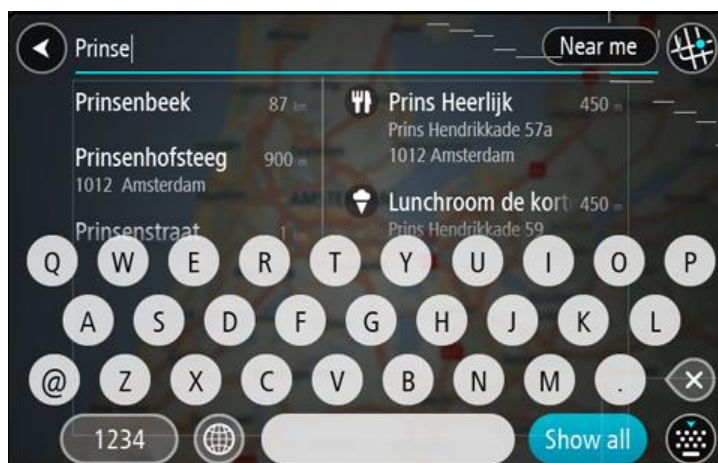 Prinse
Near me
Prinsenbeek 87 km
Prinsenhofsteeg 900 m
1012 Amsterdam
Prinsenstraat 1
Prins Heerlijk 450 m
Prins Hendrikkade 57a
1012 Amsterdam
Lunchroom de kort 450 m
Prins Hendrikkade 59
Q W E R T Y U I O P
A S D F G H J K L
@ Z X C V B N M .
1234 Show all